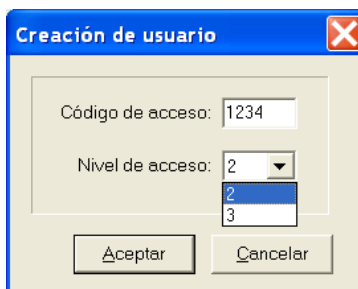 Creación de usuario
Código de acceso: 1234
Nivel de acceso: 2
2
3
Aceptar Cancelar